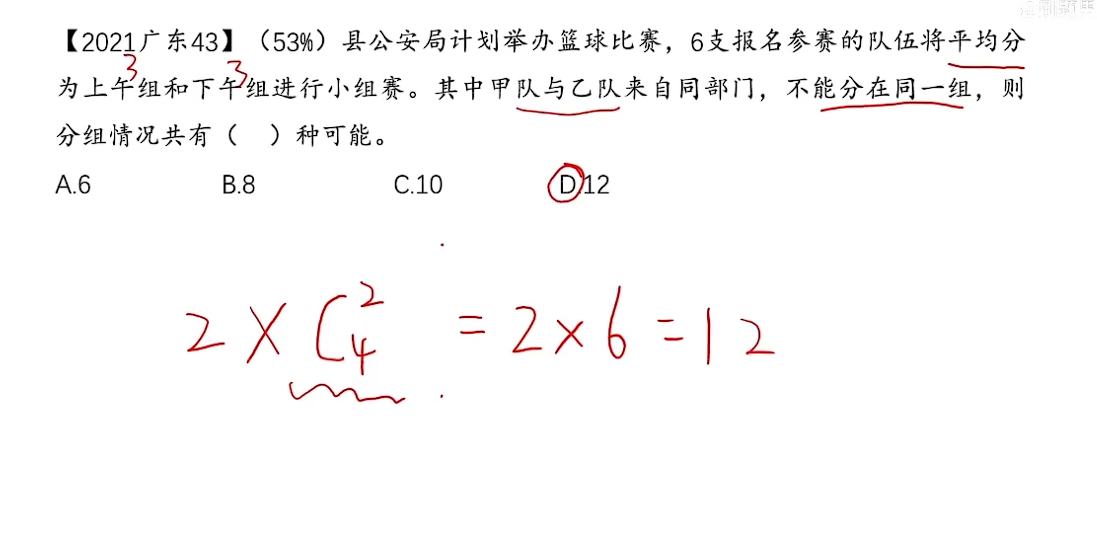 【2021广东43】（53%）县公安局计划举办篮球比赛，6支报名参赛的队伍将平均分
3 3
为上午组和下午组进行小组赛。其中甲队与乙队来自同部门，不能分在同一组，则
分组情况共有（ ）种可能。
A.6 B.8 C.10 D.12
2 × C₄² = 2×6 = 12